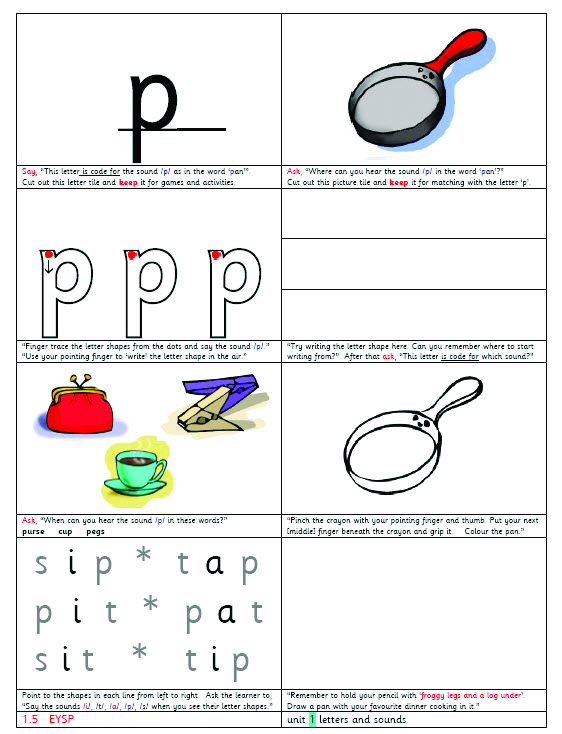 p
Say, “This letter is code for the sound /p/ as in the word ‘pan’”
Cut out this letter tile and keep it for games and activities.
Ask, “Where can you hear the sound /p/ in the word ‘pan’?”
Cut out this picture tile and keep it for matching with the letter ‘p’.
p p p
“Finger trace the letter shapes from the dots and say the sound /p/.”
“Use your pointing finger to ‘write’ the letter shape in the air.”
“Try writing the letter shape here. Can you remember where to start
writing from?” After that ask, “This letter is code for which sound?”
Ask, “When can you hear the sound /p/ in these words?”
purse cup pegs
“Pinch the crayon with your pointing finger and thumb. Put your next
[middle] finger beneath the crayon and grip it. Colour the pan.”
s i p * t a p
p i t * p a t
s i t * t i p
Point to the shapes in each line from left to right. Ask the learner to,
“Say the sounds /i/, /t/, /a/, /p/, /s/ when you see their letter shapes.”
“Remember to hold your pencil with ‘froggy legs and a log under’.
Draw a pan with your favourite dinner cooking in it.”
1.5 EYSP
unit 1 letters and sounds